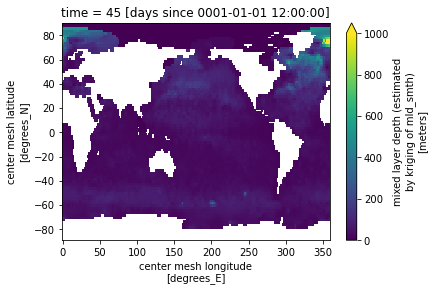 time = 45 [days since 0001-01-01 12:00:00]
80
60
40
20
0
−20
−40
−60
−80
center mesh latitude
[degrees_N]
0
50
100
150
200
250
300
350
center mesh longitude
[degrees_E]
1000
800
600
400
200
0
mixed layer depth (estimated
by kriging of mld_smth)
[meters]